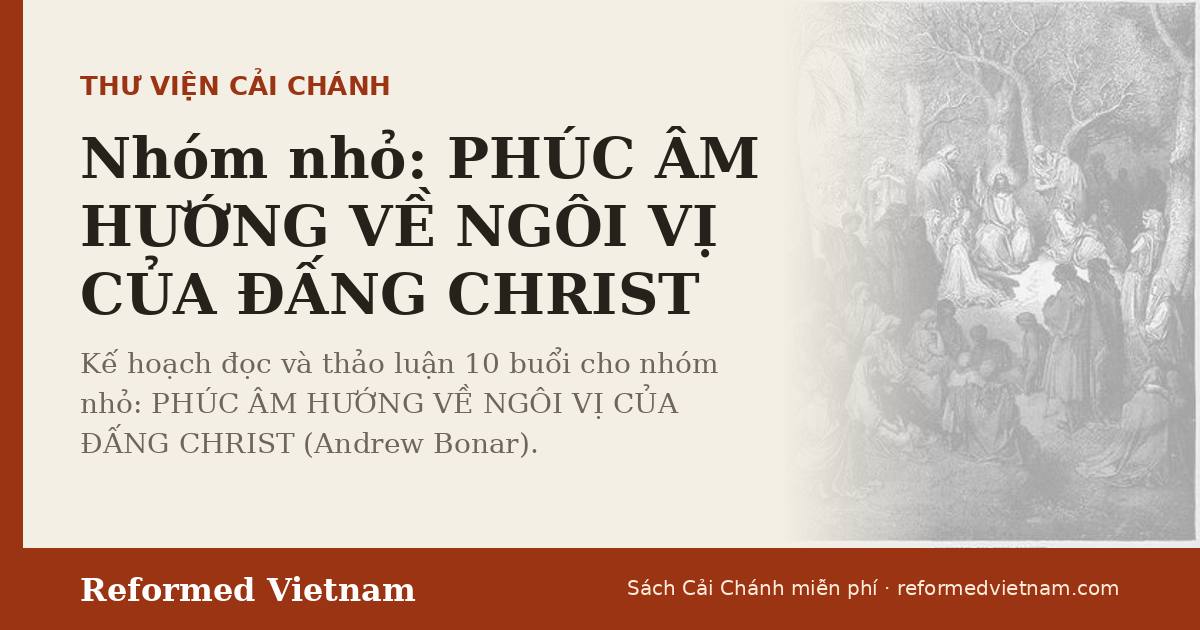 THƯ VIỆN CẢI CHÁNH
Nhóm nhỏ: PHÚC ÂM
HƯỚNG VỀ NGÔI VỊ
CỦA ĐẤNG CHRIST
Kế hoạch đọc và thảo luận 10 buổi cho nhóm
nhỏ: PHÚC ÂM HƯỚNG VỀ NGÔI VỊ CỦA
ĐẤNG CHRIST (Andrew Bonar).
Reformed Vietnam
Sách Cải Chánh miễn phí · reformedvietnam.com